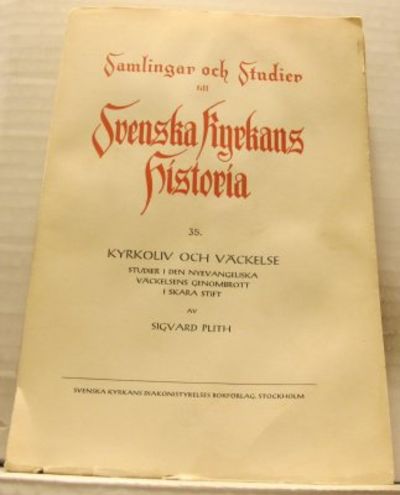 Samlingar och Studier
till
Svenska Kyrkans
Historia
35.
KYRKOLIV OCH VÄCKELSE
STUDIER I DEN NYEVANGELISKA
VÄCKELSENS GENOMBROTT
I SKARA STIFT
AV
SIGVARD PLITH
SVENSKA KYRKANS DIAKONISTYRELSES BOKFÖRLAG, STOCKHOLM